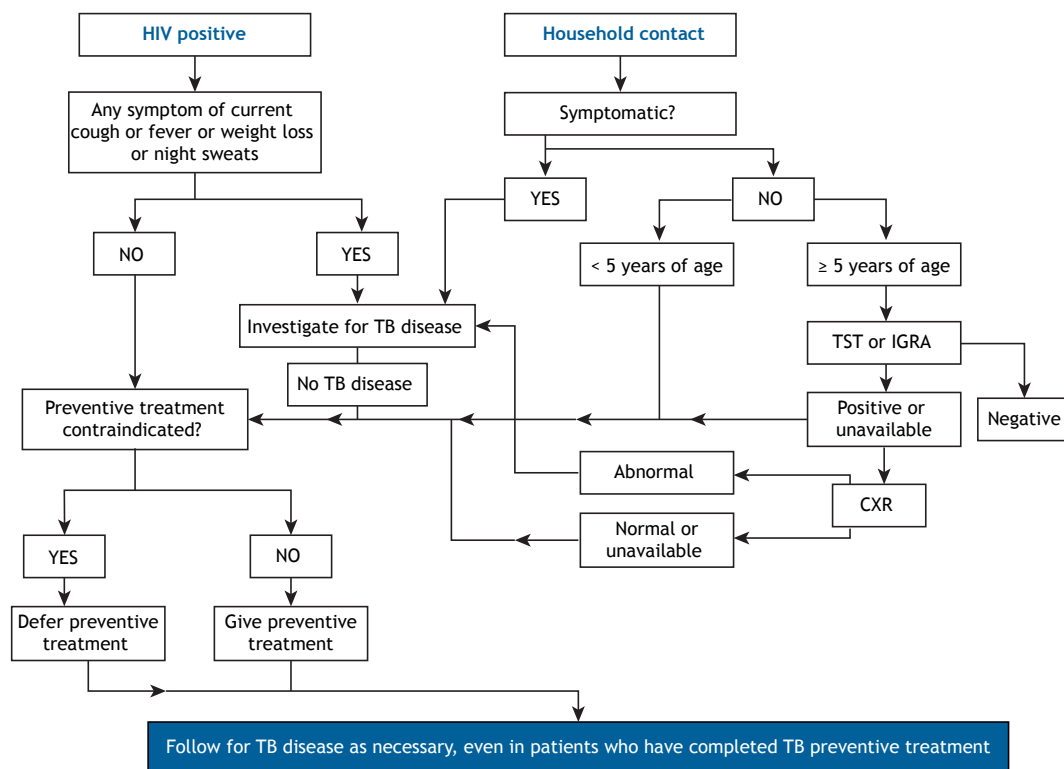 HIV positive
Household contact
Any symptom of current
cough or fever or weight loss
or night sweats
Symptomatic?
YES
NO
NO
YES
< 5 years of age
≥ 5 years of age
Investigate for TB disease
TST or IGRA
No TB disease
Preventive treatment
contraindicated?
Positive or
unavailable
Negative
Abnormal
CXR
Normal or
unavailable
YES
NO
Defer preventive
treatment
Give preventive
treatment
Follow for TB disease as necessary, even in patients who have completed TB preventive treatment